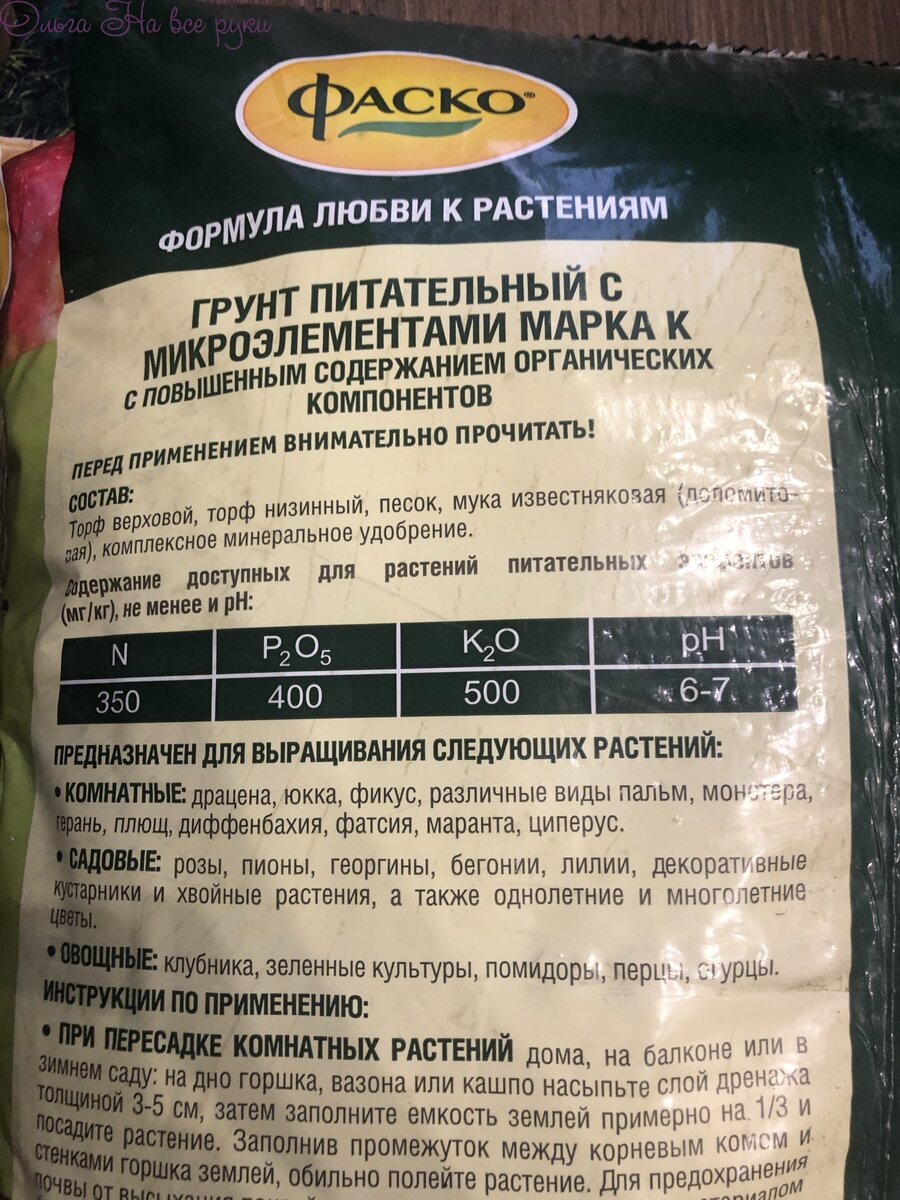 Ольга На все руки
ФАСКО®
ФОРМУЛА ЛЮБВИ К РАСТЕНИЯМ
ГРУНТ ПИТАТЕЛЬНЫЙ С
МИКРОЭЛЕМЕНТАМИ МАРКА К
С ПОВЫШЕННЫМ СОДЕРЖАНИЕМ ОРГАНИЧЕСКИХ
КОМПОНЕНТОВ
ПЕРЕД ПРИМЕНЕНИЕМ ВНИМАТЕЛЬНО ПРОЧИТАТЬ!
СОСТАВ:
Торф верховой, торф низинный, песок, мука известняковая (доломито-
вая), комплексное минеральное удобрение.
Содержание доступных для растений питательных элементов
(мг/кг), не менее и pH:
N P₂O₅ K₂O pH
350 400 500 6-7
ПРЕДНАЗНАЧЕН ДЛЯ ВЫРАЩИВАНИЯ СЛЕДУЮЩИХ РАСТЕНИЙ:
• КОМНАТНЫЕ: драцена, юкка, фикус, различные виды пальм, монстера,
герань, плющ, диффенбахия, фатсия, маранта, циперус.
• САДОВЫЕ: розы, пионы, георгины, бегонии, лилии, декоративные
кустарники и хвойные растения, а также однолетние и многолетние
цветы.
• ОВОЩНЫЕ: клубника, зеленные культуры, помидоры, перцы, огурцы.
ИНСТРУКЦИИ ПО ПРИМЕНЕНИЮ:
• ПРИ ПЕРЕСАДКЕ КОМНАТНЫХ РАСТЕНИЙ дома, на балконе или в
зимнем саду: на дно горшка, вазона или кашпо насыпьте слой дренажа
толщиной 3-5 см, затем заполните емкость землей примерно на 1/3 и
посадите растение. Заполнив промежуток между корневым комом и
стенками горшка землей, обильно полейте растение. Для предохранения
почвы от высыхания